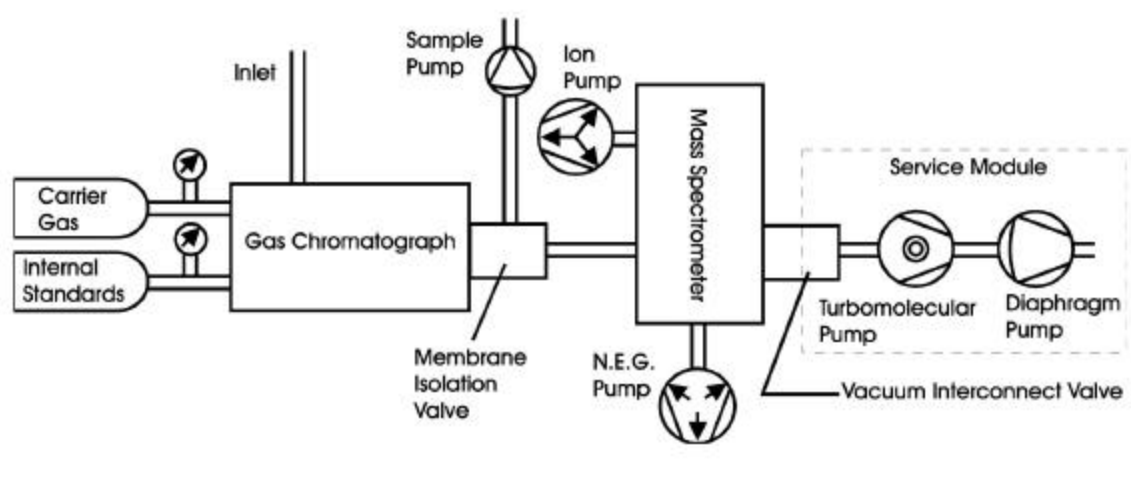 Sample
Pump
Ion
Pump
Inlet
Mass Spectrometer
Service Module
Carrier
Gas
Gas Chromatograph
Internal
Standards
Turbomolecular
Pump
Diaphragm
Pump
Membrane
Isolation
Valve
N.E.G.
Pump
Vacuum Interconnect Valve